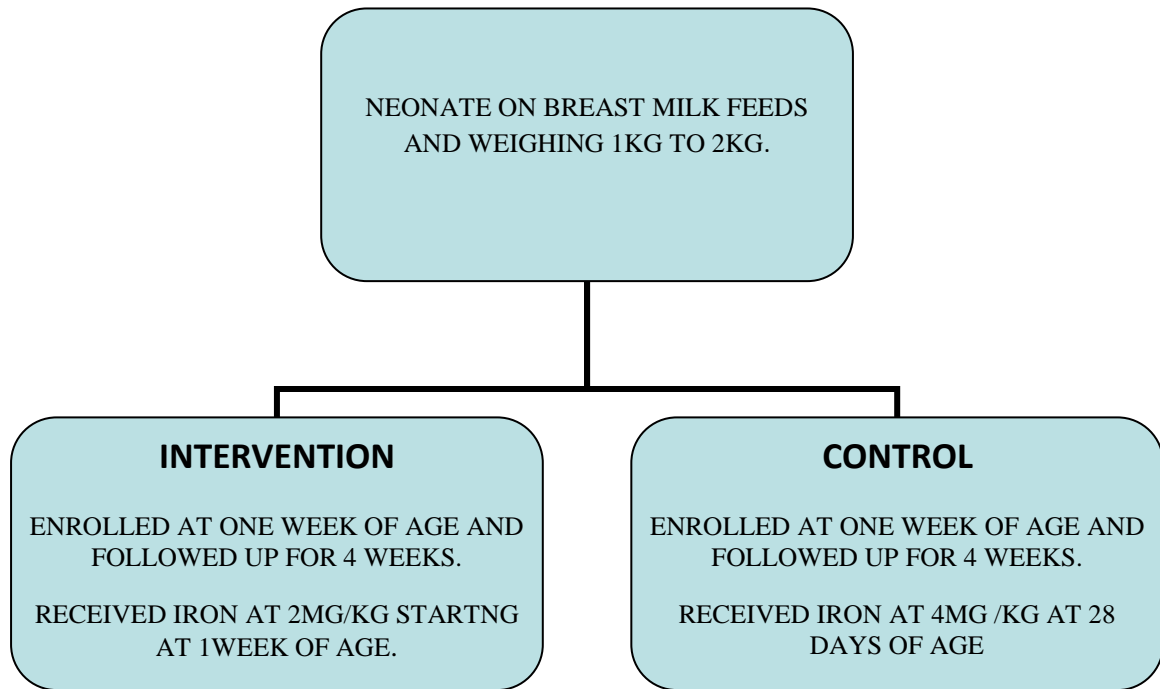 NEONATE ON BREAST MILK FEEDS
AND WEIGHING 1KG TO 2KG.
INTERVENTION
ENROLLED AT ONE WEEK OF AGE AND
FOLLOWED UP FOR 4 WEEKS.
RECEIVED IRON AT 2MG/KG STARTNG
AT 1WEEK OF AGE.
CONTROL
ENROLLED AT ONE WEEK OF AGE AND
FOLLOWED UP FOR 4 WEEKS.
RECEIVED IRON AT 4MG /KG AT 28
DAYS OF AGE